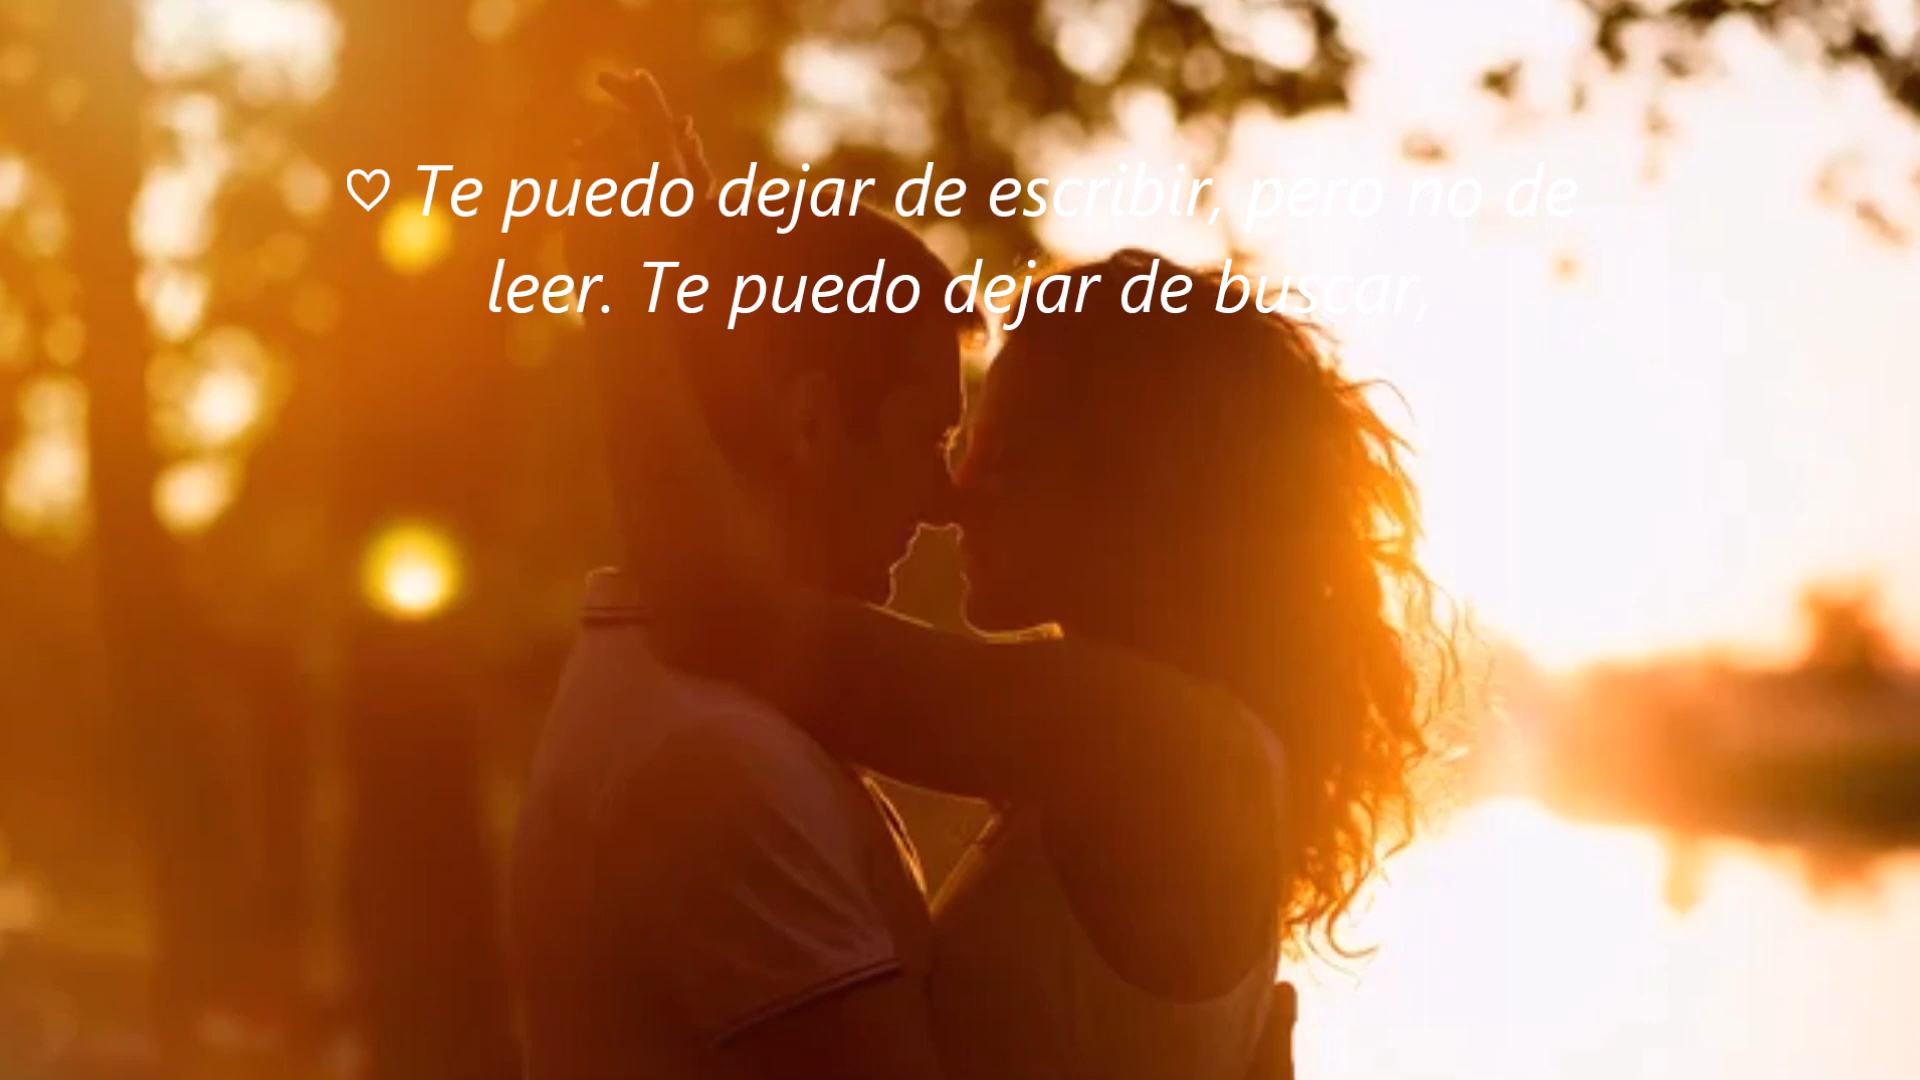 ♡ Te puedo dejar de escribir, pero no de
leer. Te puedo dejar de buscar,